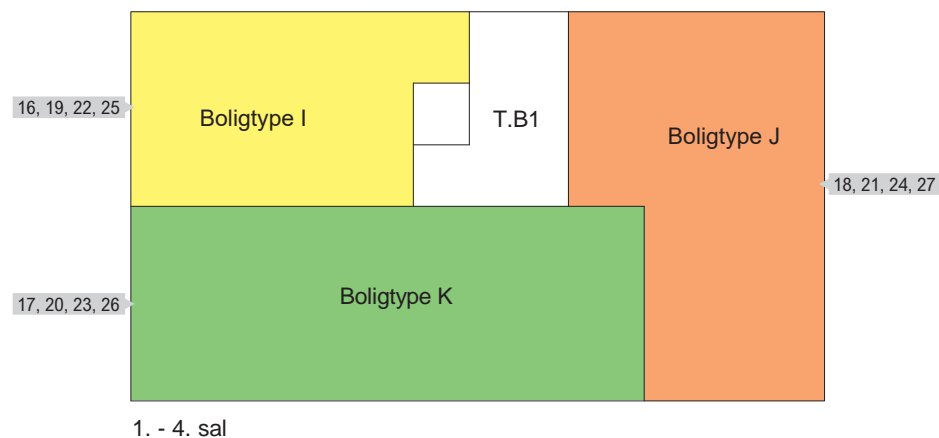 16, 19, 22, 25
Boligtype I
T.B1
Boligtype J
18, 21, 24, 27
17, 20, 23, 26
Boligtype K
1. - 4. sal